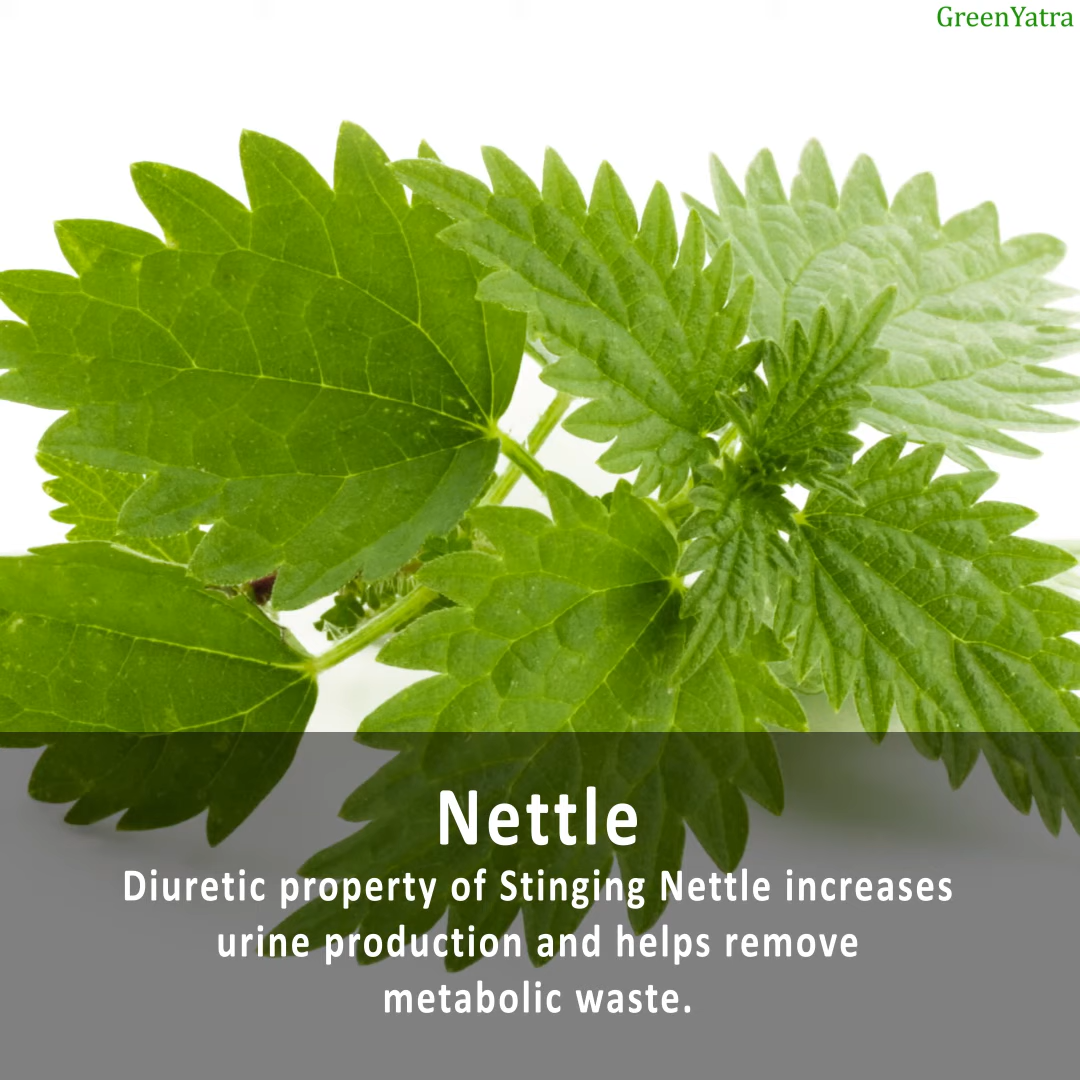 GreenYatra
Nettle
Diuretic property of Stinging Nettle increases
urine production and helps remove
metabolic waste.